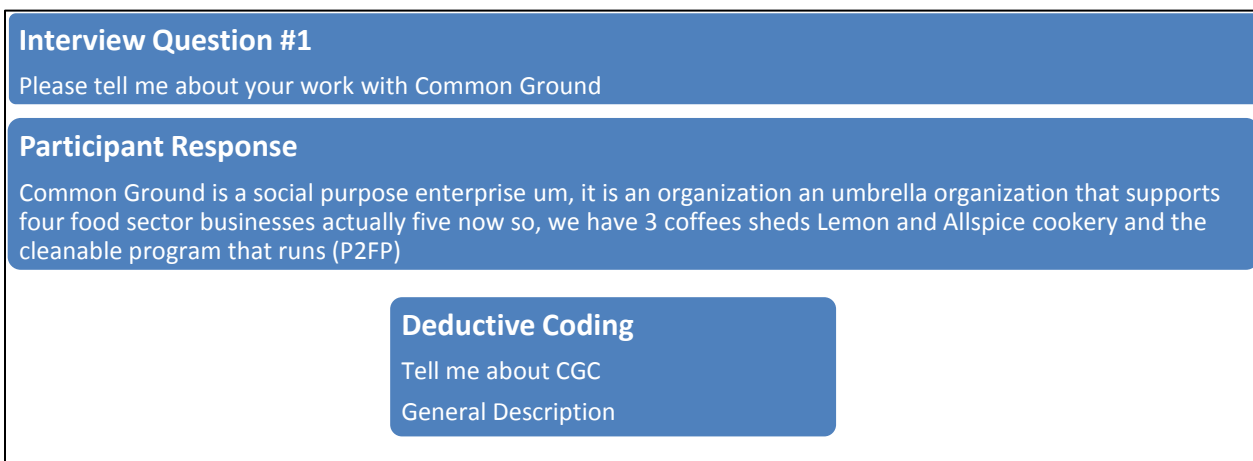 Interview Question #1
Please tell me about your work with Common Ground
Participant Response
Common Ground is a social purpose enterprise um, it is an organization an umbrella organization that supports
four food sector businesses actually five now so, we have 3 coffees sheds Lemon and Allspice cookery and the
cleanable program that runs (P2FP)
Deductive Coding
Tell me about CGC
General Description